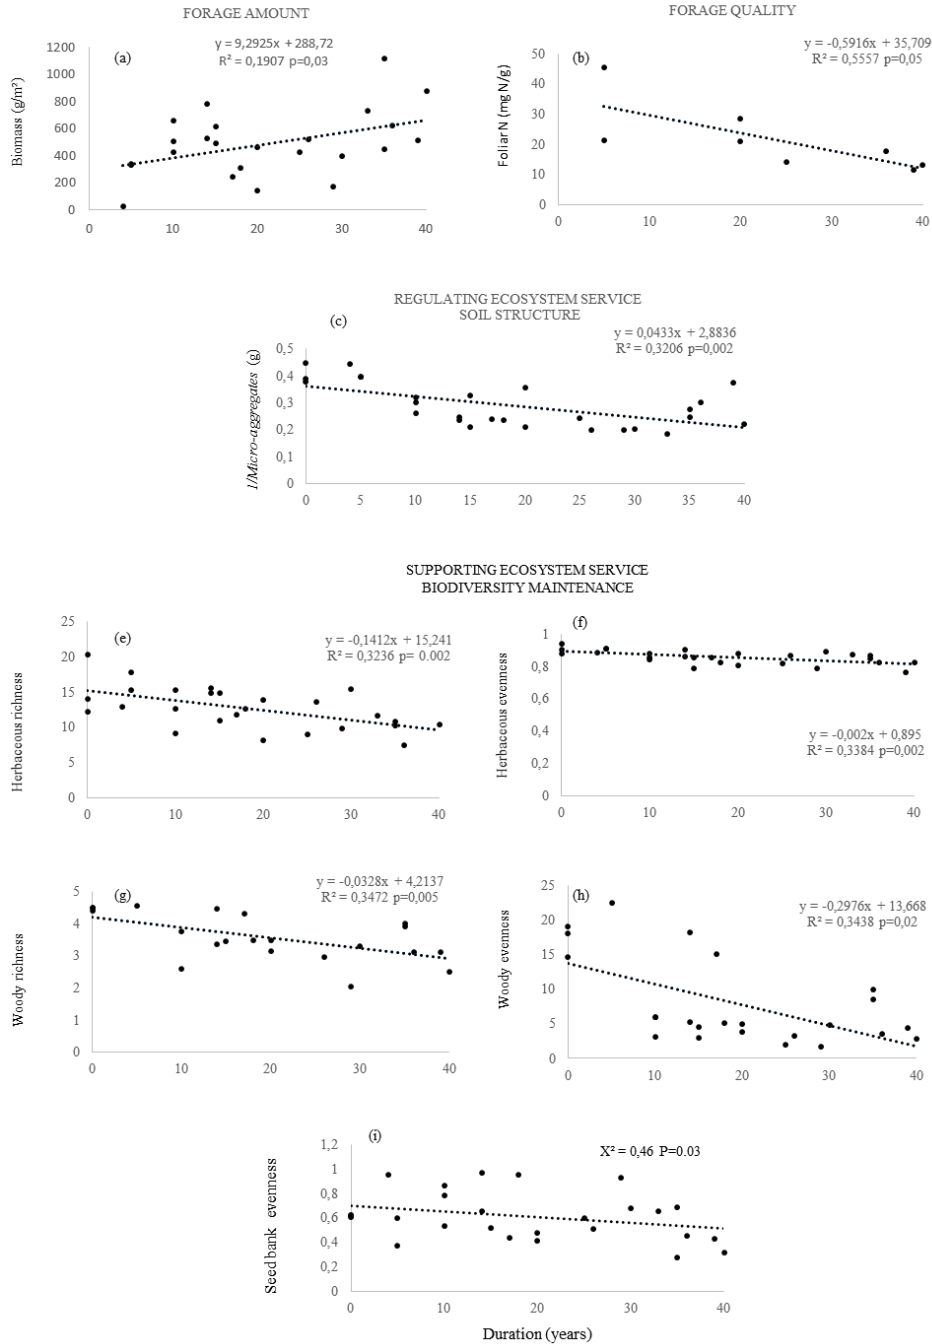 FORAGE AMOUNT
(a)
y = 9,2925x + 288,72
R² = 0,1907 p=0,03
Biomass (g/m²)
1200
1000
800
600
400
200
0
0 10 20 30 40
FORAGE QUALITY
(b)
y = -0,5916x + 35,709
R² = 0,5557 p=0,05
Foliar N (mg N/g)
50
40
30
20
10
0
0 10 20 30 40
REGULATING ECOSYSTEM SERVICE
SOIL STRUCTURE
(c)
y = 0,0433x + 2,8836
R² = 0,3206 p=0,002
1/Micro-aggregates (g)
0,5
0,4
0,3
0,2
0,1
0
0 5 10 15 20 25 30 35 40
SUPPORTING ECOSYSTEM SERVICE
BIODIVERSITY MAINTENANCE
(e)
y = -0,1412x + 15,241
R² = 0,3236 p= 0.002
Herbaceous richness
25
20
15
10
5
0
0 10 20 30 40
(f)
y = -0,002x + 0,895
R² = 0,3384 p=0,002
Herbaceous evenness
1
0,8
0,6
0,4
0,2
0
0 10 20 30 40
(g)
y = -0,0328x + 4,2137
R² = 0,3472 p=0,005
Woody richness
5
4
3
2
1
0
0 10 20 30 40
(h)
y = -0,2976x + 13,668
R² = 0,3438 p=0,02
Woody evenness
25
20
15
10
5
0
0 10 20 30 40
(i)
X² = 0,46 P=0.03
Seed bank evenness
1,2
1
0,8
0,6
0,4
0,2
0
0 10 20 30 40
Duration (years)